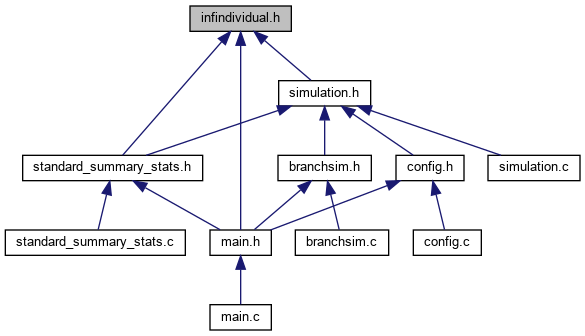 infindividual.h
simulation.h
standard_summary_stats.h
branchsim.h
config.h
simulation.c
standard_summary_stats.c
main.h
branchsim.c
config.c
main.c